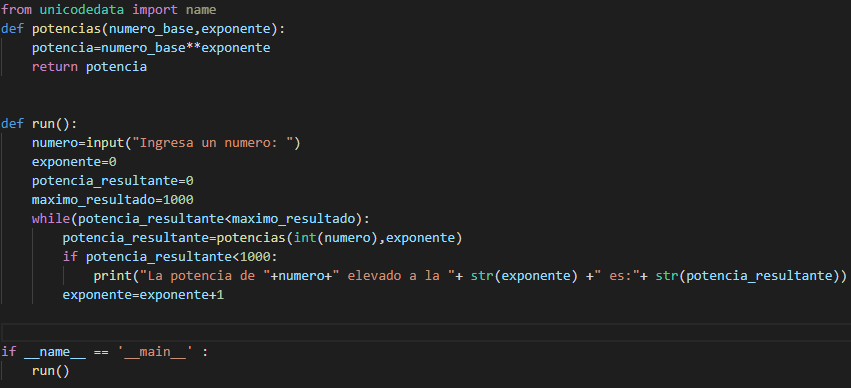 from unicodedata import name
def potencias(numero_base,exponente):
    potencia=numero_base**exponente
    return potencia
def run():
    numero=input("Ingresa un numero: ")
    exponente=0
    potencia_resultante=0
    maximo_resultado=1000
    while(potencia_resultante<maximo_resultado):
        potencia_resultante=potencias(int(numero),exponente)
        if potencia_resultante<1000:
            print("La potencia de "+numero+" elevado a la "+ str(exponente) +" es:"+ str(potencia_resultante))
        exponente=exponente+1
if __name__ == '__main__' :
    run()